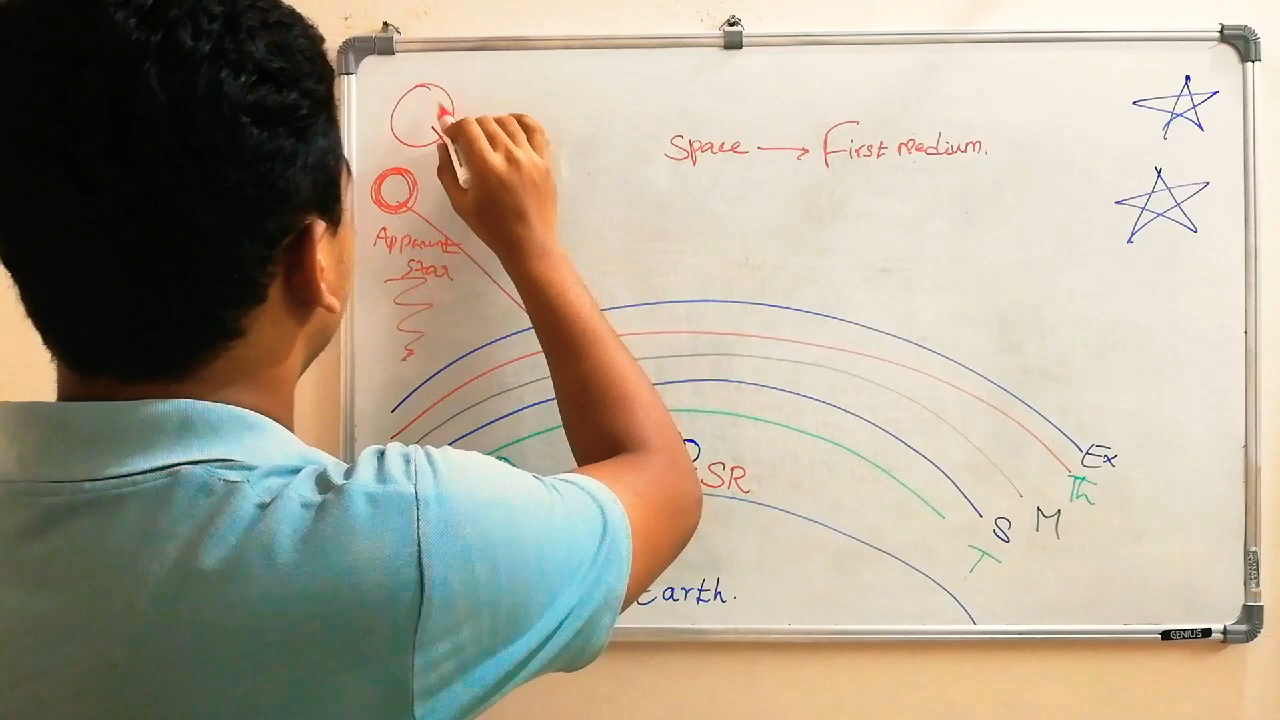 Space → First medium.
Apparent
star
Ex
Th
SR
M
S
T
Earth.
GENIUS